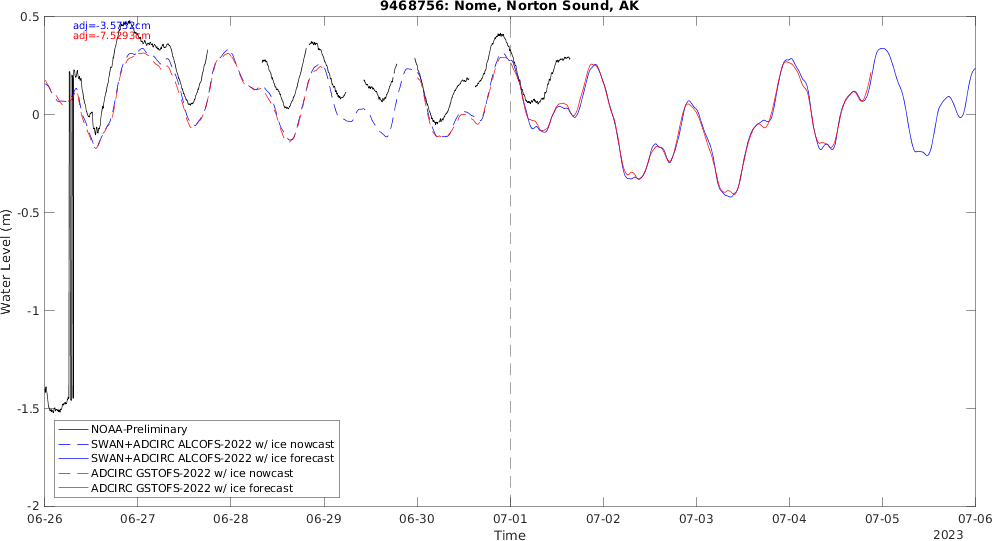 9468756: Nome, Norton Sound, AK
adj=-3.5752cm
adj=-7.5293cm
0.5
0
-0.5
-1
-1.5
-2
Water Level (m)
NOAA-Preliminary
SWAN+ADCIRC ALCOFS-2022 w/ ice nowcast
SWAN+ADCIRC ALCOFS-2022 w/ ice forecast
ADCIRC GSTOFS-2022 w/ ice nowcast
ADCIRC GSTOFS-2022 w/ ice forecast
06-26 06-27 06-28 06-29 06-30 07-01 07-02 07-03 07-04 07-05 07-06
Time
2023